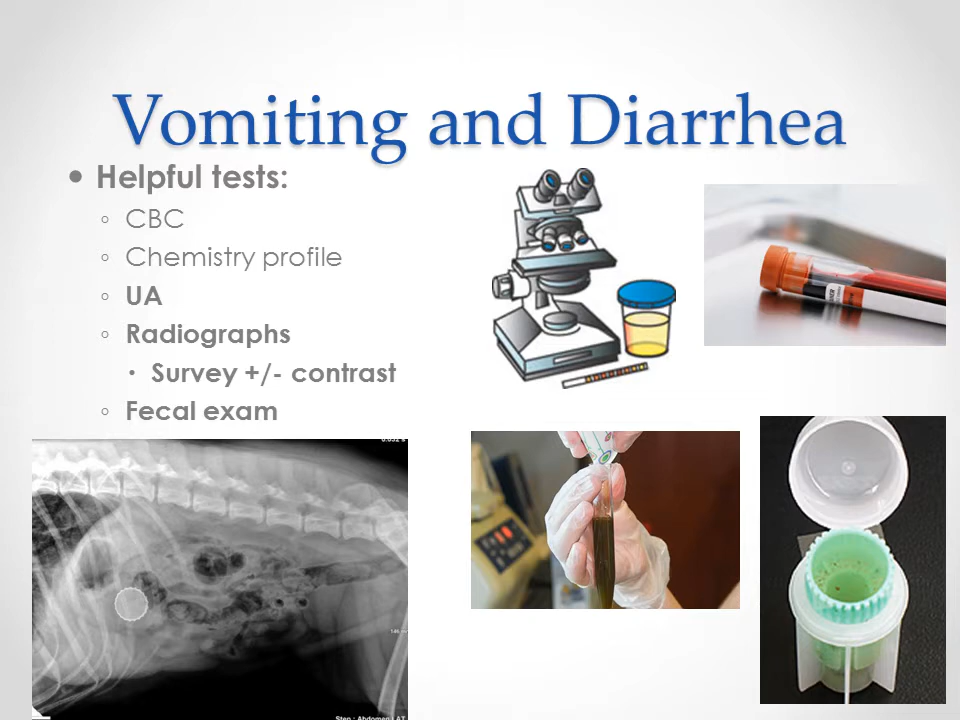 Vomiting and Diarrhea
• Helpful tests:
◦ CBC
◦ Chemistry profile
◦ UA
◦ Radiographs
▪ Survey +/- contrast
◦ Fecal exam